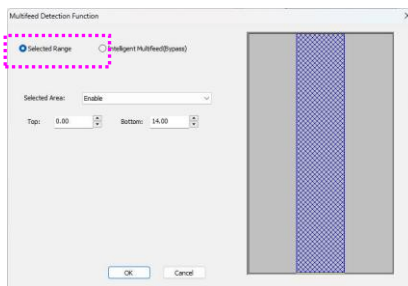 Multifeed Detection Function
Selected Range Intelligent Multifeed(Bypass)
Selected Area: Enable
Top: 0.00 Bottom: 14.00
OK Cancel